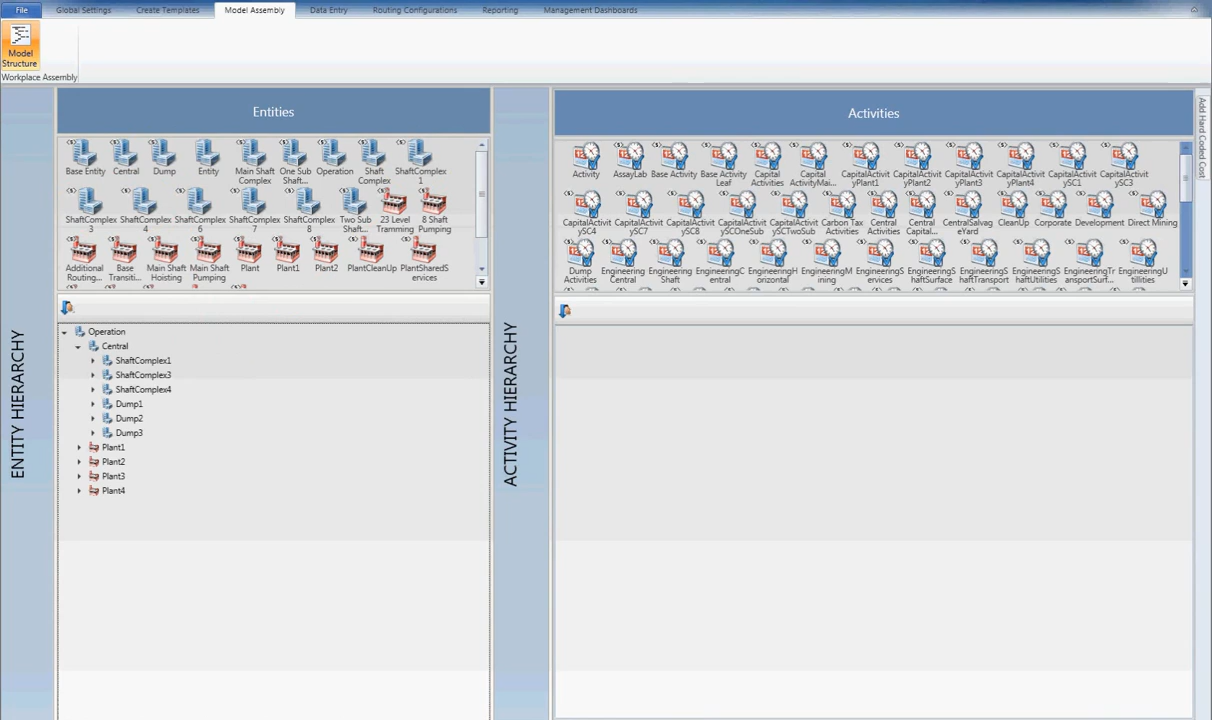 File Global Settings Create Templates Model Assembly Data Entry Routing Configurations Reporting Management Dashboards
Model
Structure
Workplace Assembly
Entities
Base Entity Central Dump Entity Main Shaft Complex One Sub Shaft... Operation Shaft Complex ShaftComplex 1
ShaftComplex 3 ShaftComplex 4 ShaftComplex 6 ShaftComplex 7 ShaftComplex 8 Two Sub Shaft... 23 Level Tramming 8 Shaft Pumping
Additional Routing... Base Transiti... Main Shaft Hoisting Main Shaft Pumping Plant Plant1 Plant2 PlantCleanUp PlantSharedS ervices
Activities
Activity AssayLab Base Activity Base Activity Leaf Capital Activities Capital ActivityMai... CapitalActivit yPlant1 CapitalActivit yPlant2 CapitalActivit yPlant3 CapitalActivit yPlant4 CapitalActivit ySC1 CapitalActivit ySC3
CapitalActivit ySC4 CapitalActivit ySC7 CapitalActivit ySC8 CapitalActivit ySCOneSub CapitalActivit ySCTwoSub Carbon Tax Activities Central Activities Central Capital... CentralSalvag eYard CleanUp Corporate Development Direct Mining
Dump Activities Engineering Central Engineering Shaft EngineeringC entral EngineeringH orizontal EngineeringM ining EngineeringS ervices EngineeringS haftSurface EngineeringS haftTransport EngineeringS haftUtilities EngineeringTr ansportSurf... EngineeringU tillities
Add Hard Coded Cost
ENTITY HIERARCHY
Operation
Central
ShaftComplex1
ShaftComplex3
ShaftComplex4
Dump1
Dump2
Dump3
Plant1
Plant2
Plant3
Plant4
ACTIVITY HIERARCHY